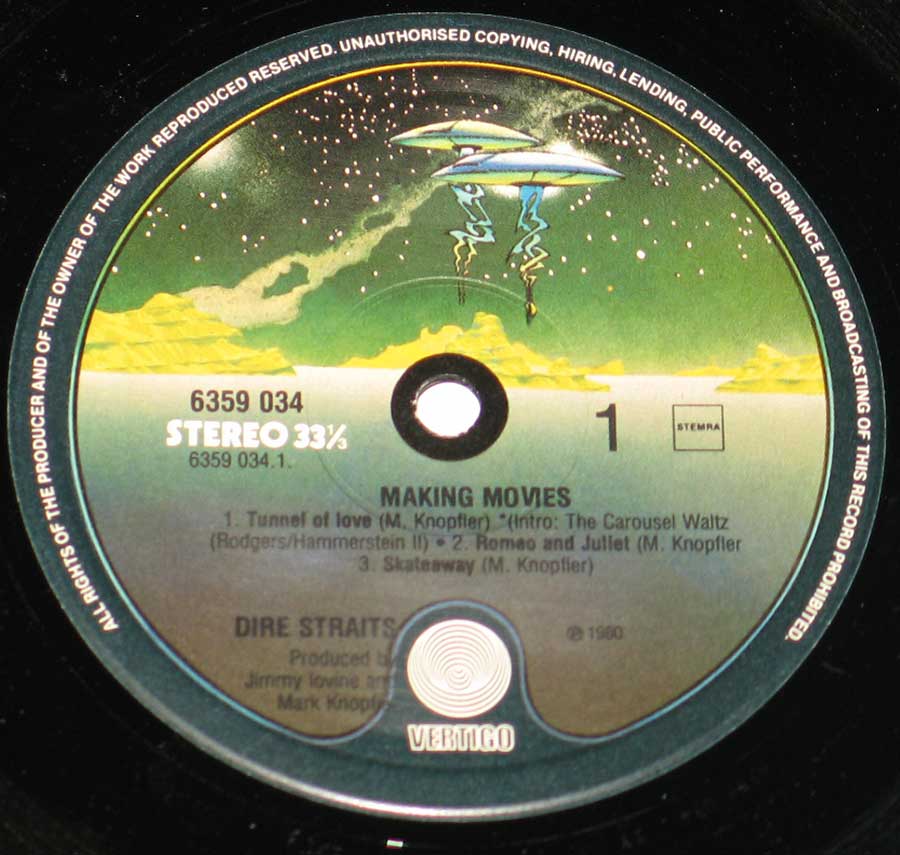 ALL RIGHTS OF THE PRODUCER AND OF THE OWNER OF THE WORK REPRODUCED RESERVED. UNAUTHORISED COPYING, HIRING, LENDING, PUBLIC PERFORMANCE AND BROADCASTING OF THIS RECORD PROHIBITED.
6359 034
STEREO 33⅓
6359 034.1.
1
STEMRA
MAKING MOVIES
1. Tunnel of love (M. Knopfler) *(Intro: The Carousel Waltz
(Rodgers/Hammerstein II) • 2. Romeo and Juliet (M. Knopfler
3. Skateaway (M. Knopfler)
DIRE STRAITS
℗ 1980
Produced
Jimmy Iovine
Mark
VERTIGO